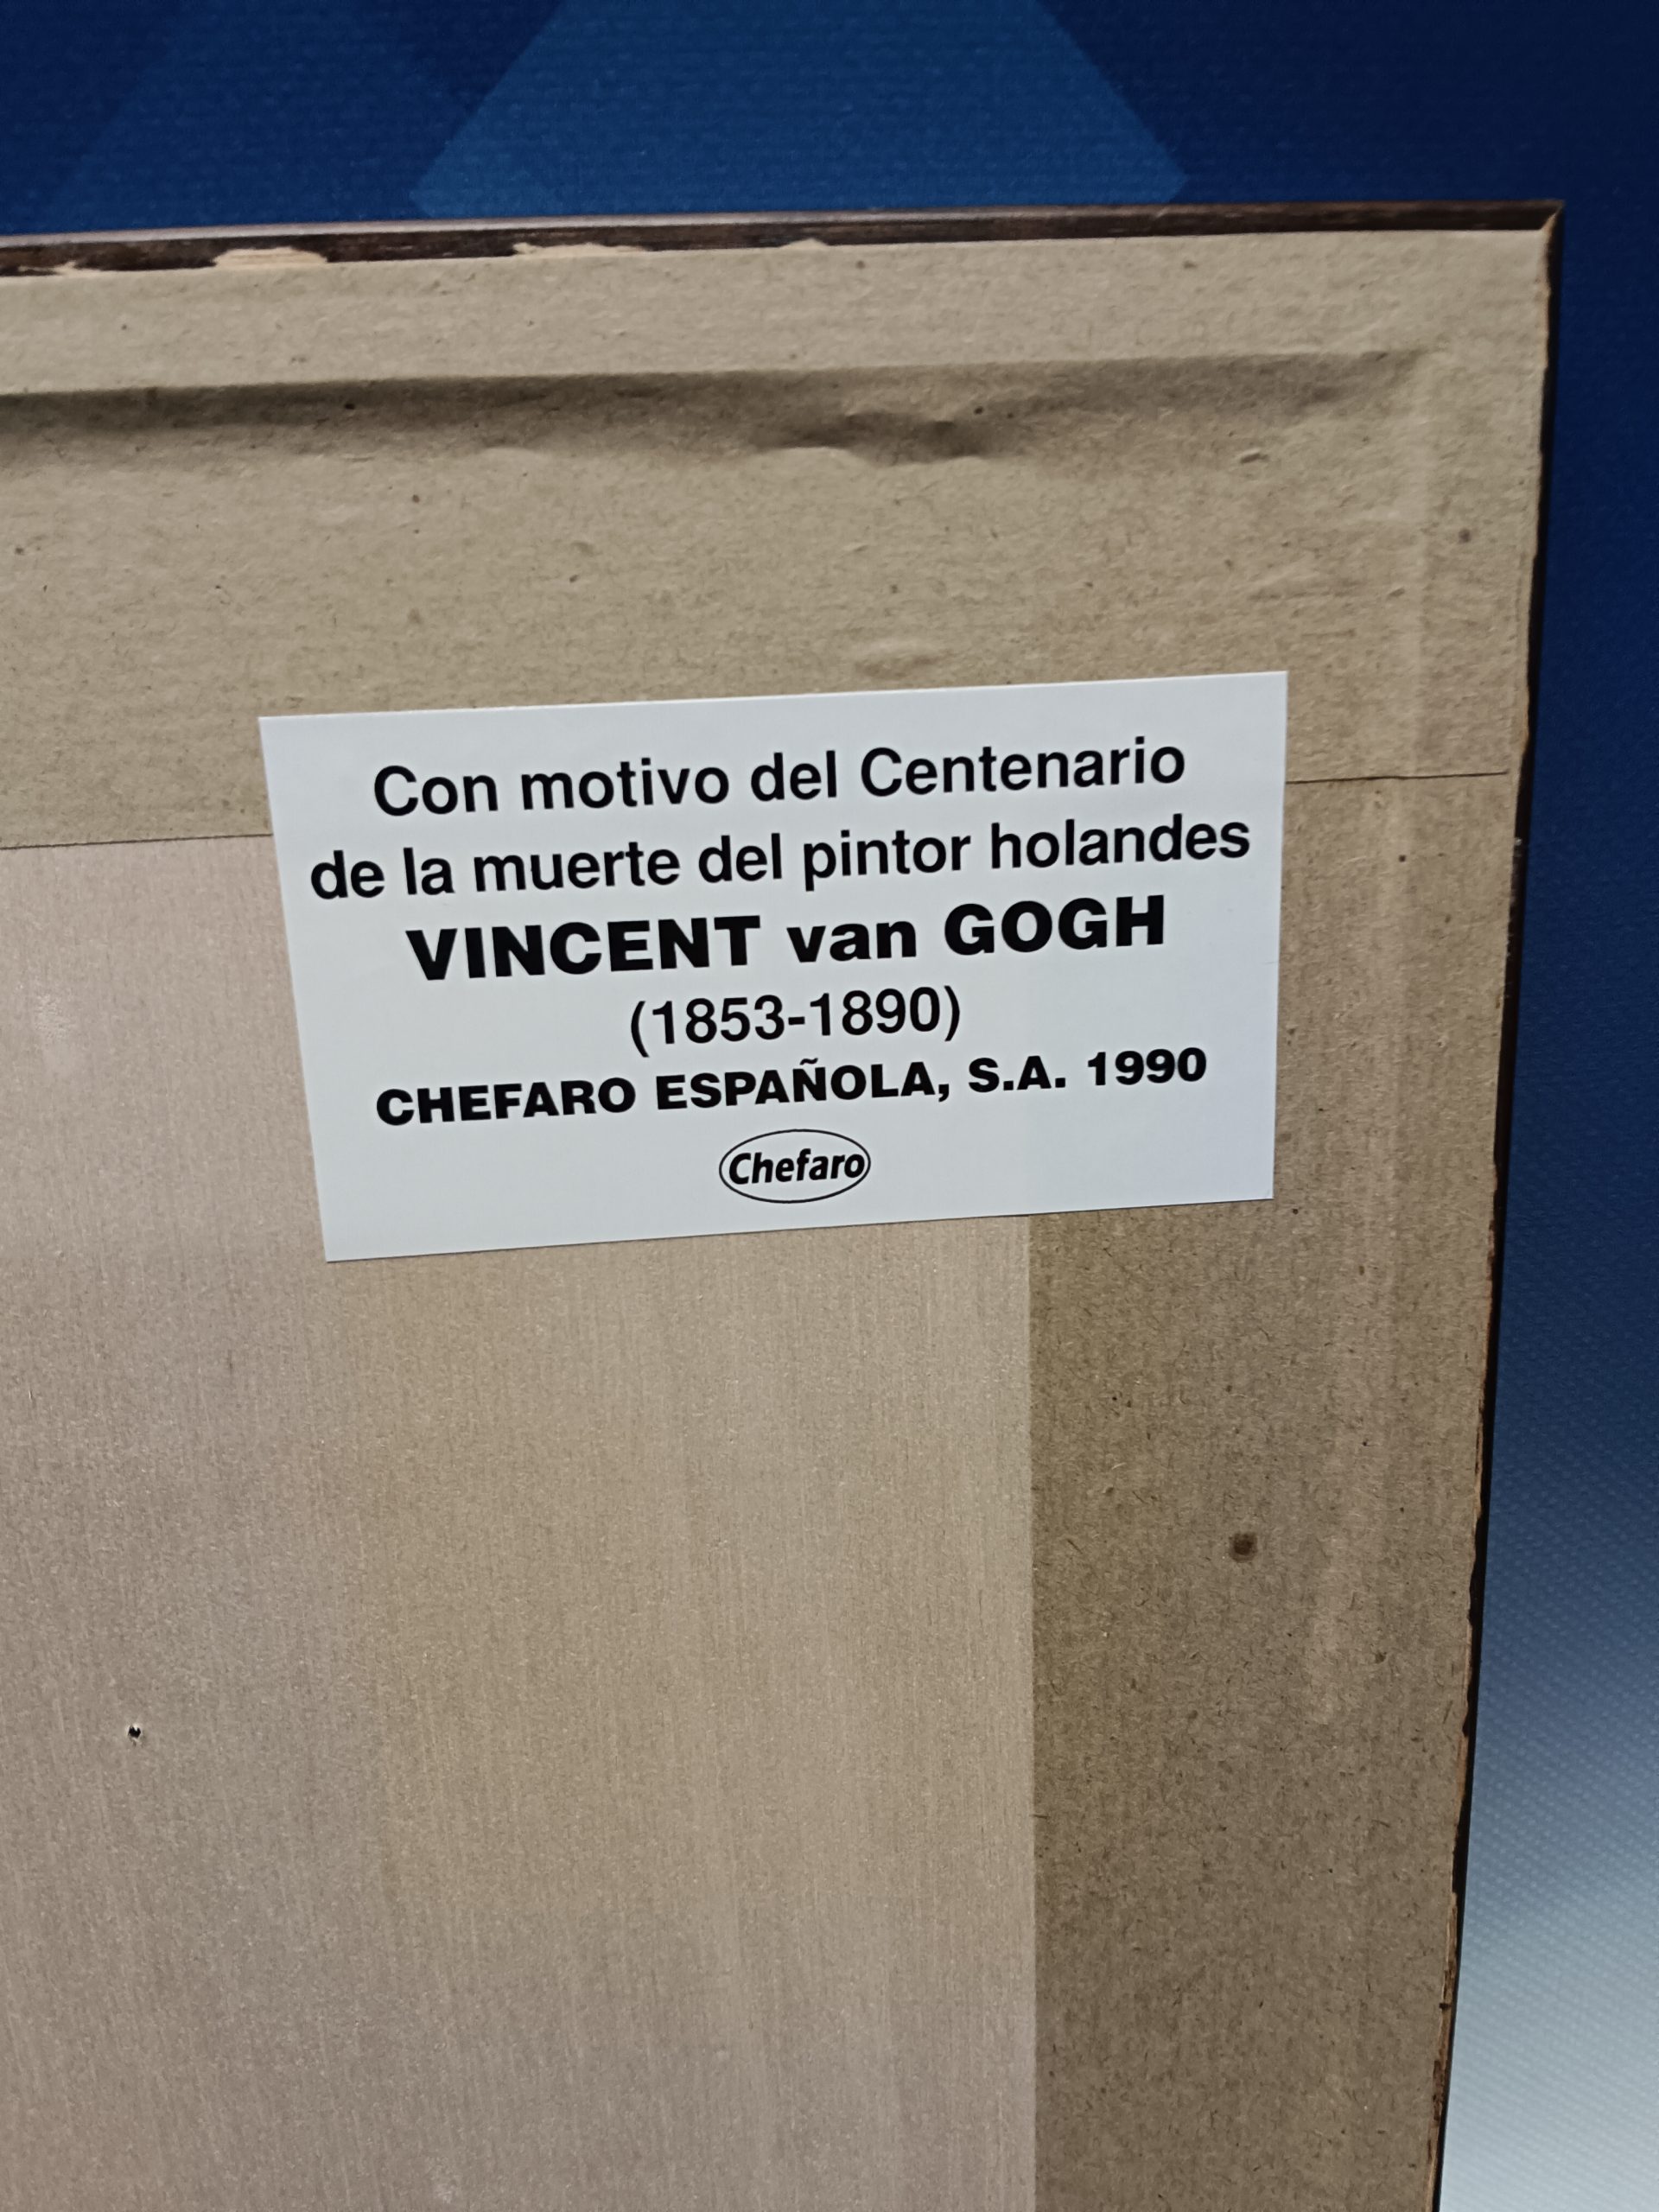 Con motivo del Centenario
de la muerte del pintor holandes
VINCENT van GOGH
(1853-1890)
CHEFARO ESPAÑOLA, S.A. 1990
Chefaro